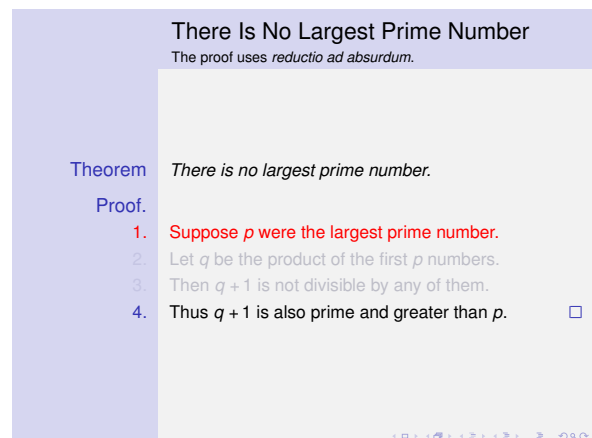 There Is No Largest Prime Number
The proof uses reductio ad absurdum.
Theorem There is no largest prime number.
Proof.
1. Suppose p were the largest prime number.
2. Let q be the product of the first p numbers.
3. Then q + 1 is not divisible by any of them.
4. Thus q + 1 is also prime and greater than p. □